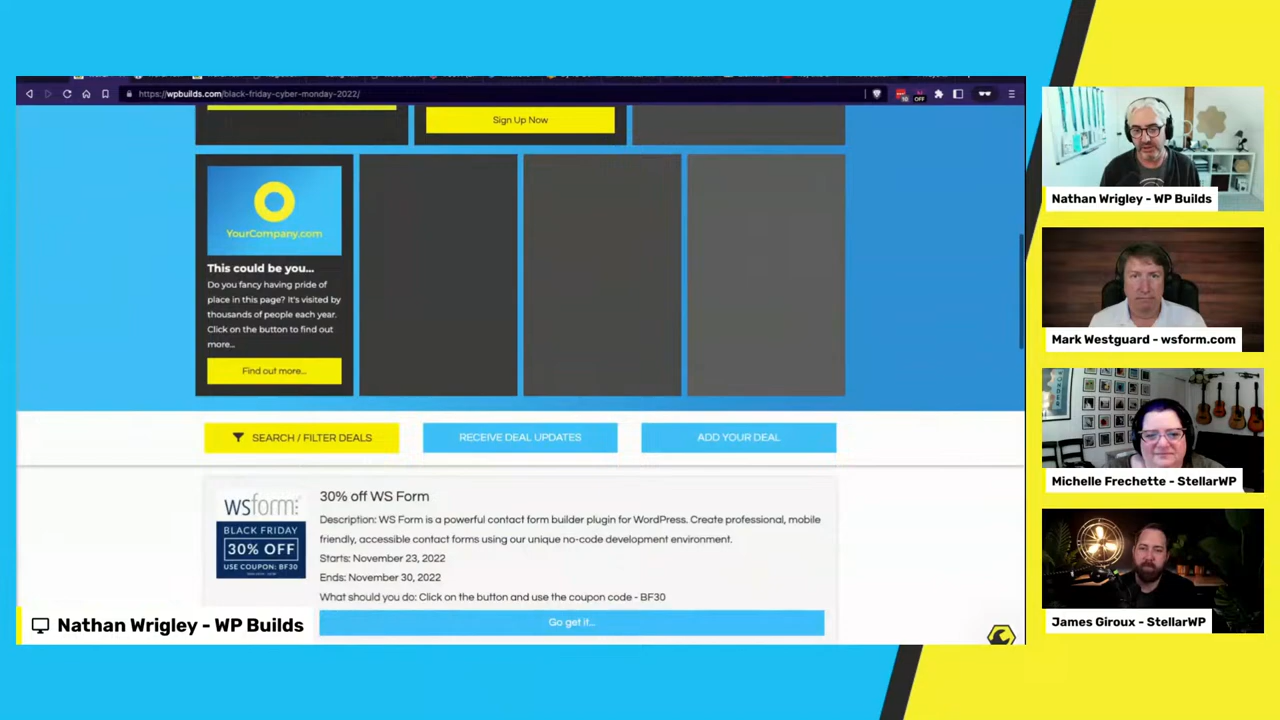 https://wpbuilds.com/black-friday-cyber-monday-2022/
10
OFF
Sign Up Now
YourCompany.com
This could be you...
Do you fancy having pride of
place in this page? It's visited by
thousands of people each year.
Click on the button to find out
more...
Find out more...
SEARCH / FILTER DEALS
RECEIVE DEAL UPDATES
ADD YOUR DEAL
wsform
BLACK FRIDAY
30% OFF
USE COUPON: BF30
30% off WS Form
Description: WS Form is a powerful contact form builder plugin for WordPress. Create professional, mobile
friendly, accessible contact forms using our unique no-code development environment.
Starts: November 23, 2022
Ends: November 30, 2022
What should you do: Click on the button and use the coupon code - BF30
Go get it...
Nathan Wrigley - WP Builds
Nathan Wrigley - WP Builds
Mark Westguard - wsform.com
Michelle Frechette - StellarWP
James Giroux - StellarWP